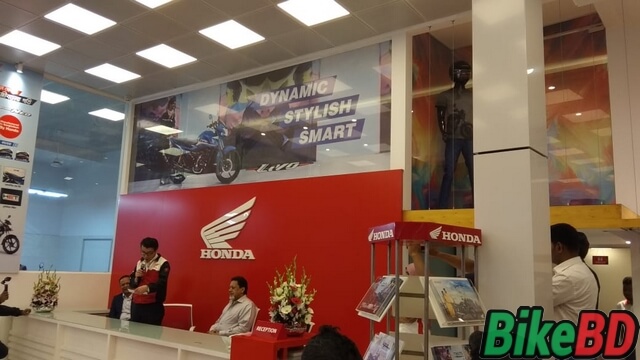 DYNAMIC
STYLISH
SMART
Livo
HONDA
HONDA
HONDA
RECEPTION
BikeBD